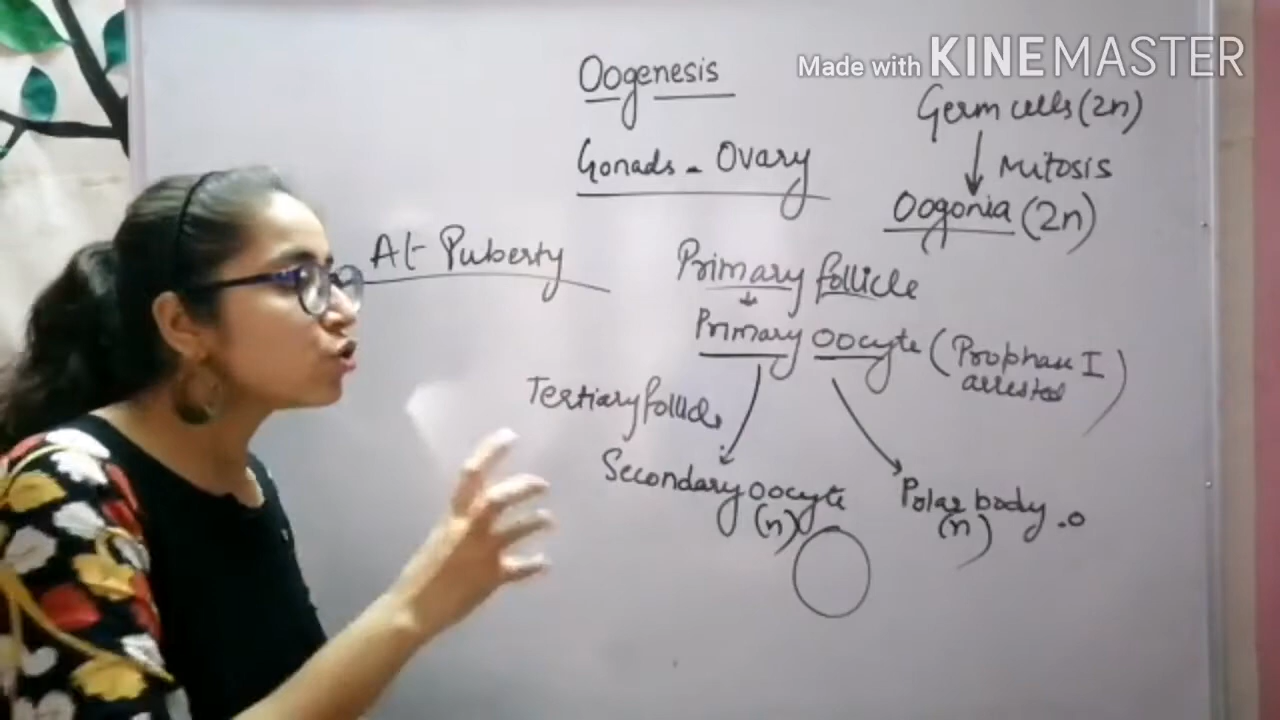 Made with KINEMASTER
Oogenesis
Germ cells (2n)
Mitosis
Gonads - Ovary
Oogonia (2n)
At Puberty
Primary follicle
Primary oocyte (Prophase I
arrested)
Tertiary follicle
Secondary oocyte
(n)
Polar body
(n)